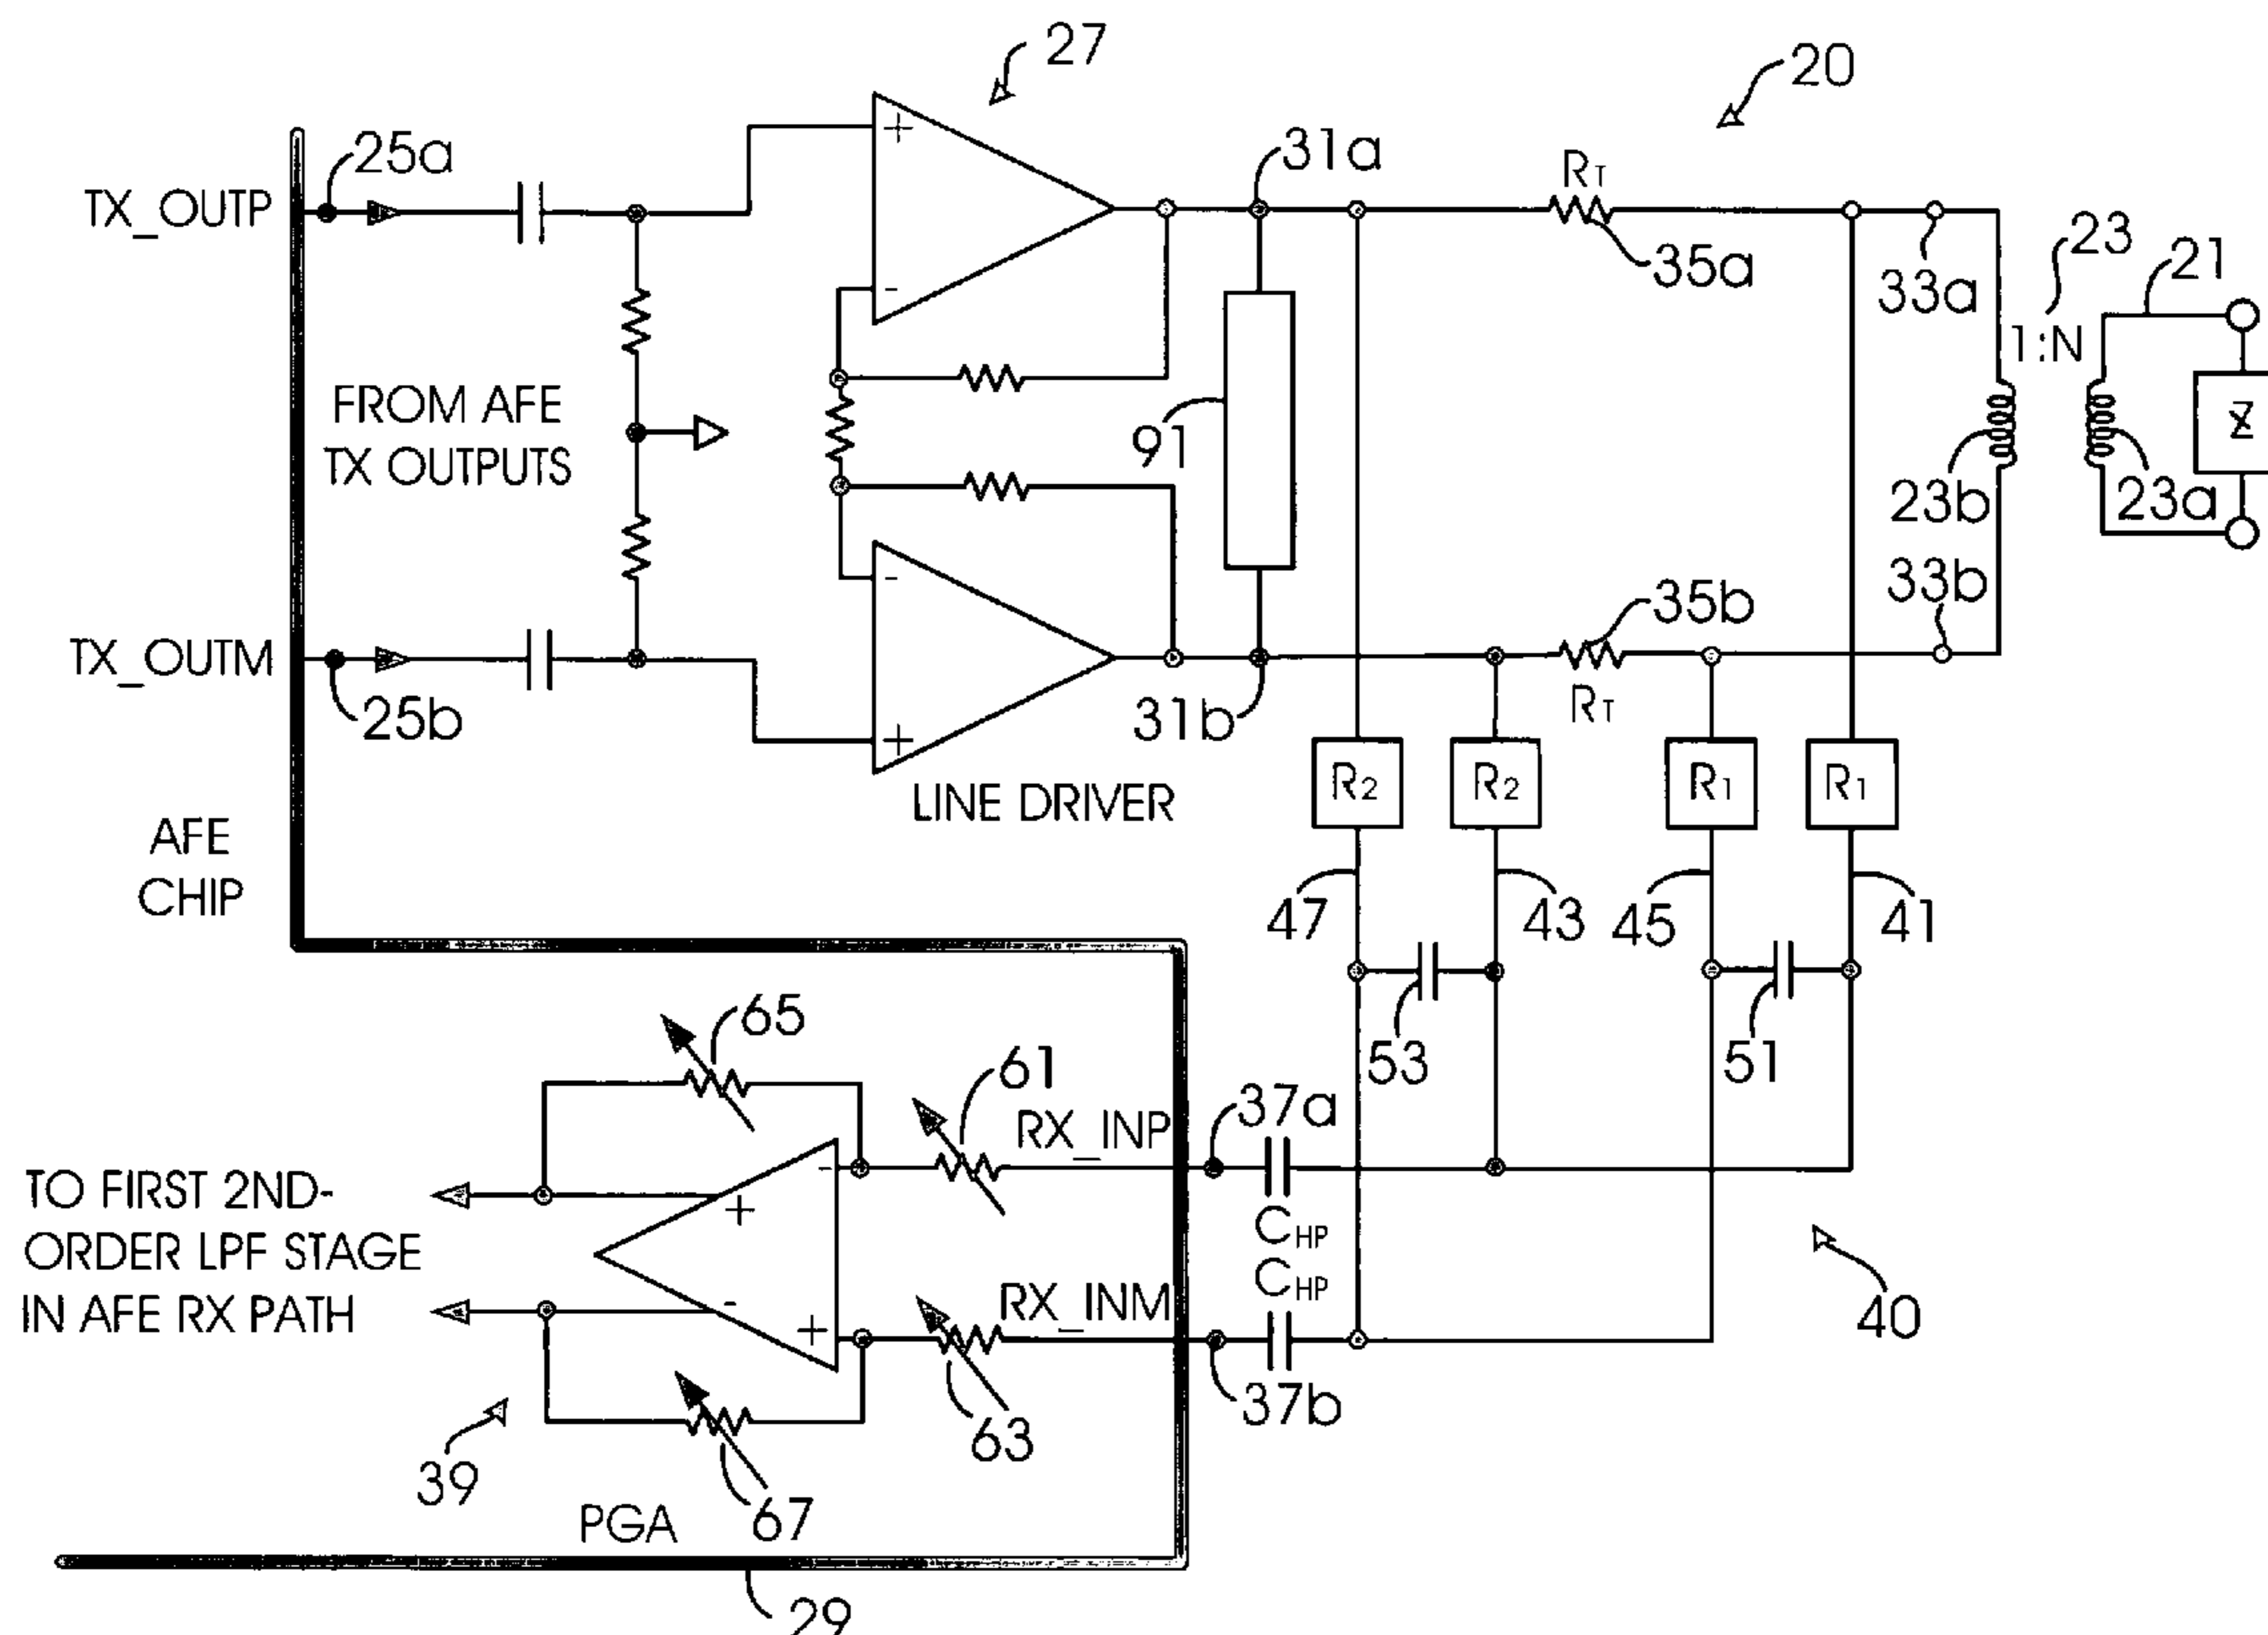 27
20
25a
31a
TX_OUTP
RT
35a
33a
23
21
1:N
FROM AFE
TX OUTPUTS
91
Z
23b
23a
35b
33b
TX_OUTM
25b
31b
RT
LINE DRIVER
R2
R2
R1
R1
AFE
CHIP
47
43
45
41
53
51
65
61
RX_INP
37a
TO FIRST 2ND-
ORDER LPF STAGE
IN AFE RX PATH
CHP
CHP
RX_INM
37b
40
63
39
67
PGA
29
+
-
-
+
-
+
+
-